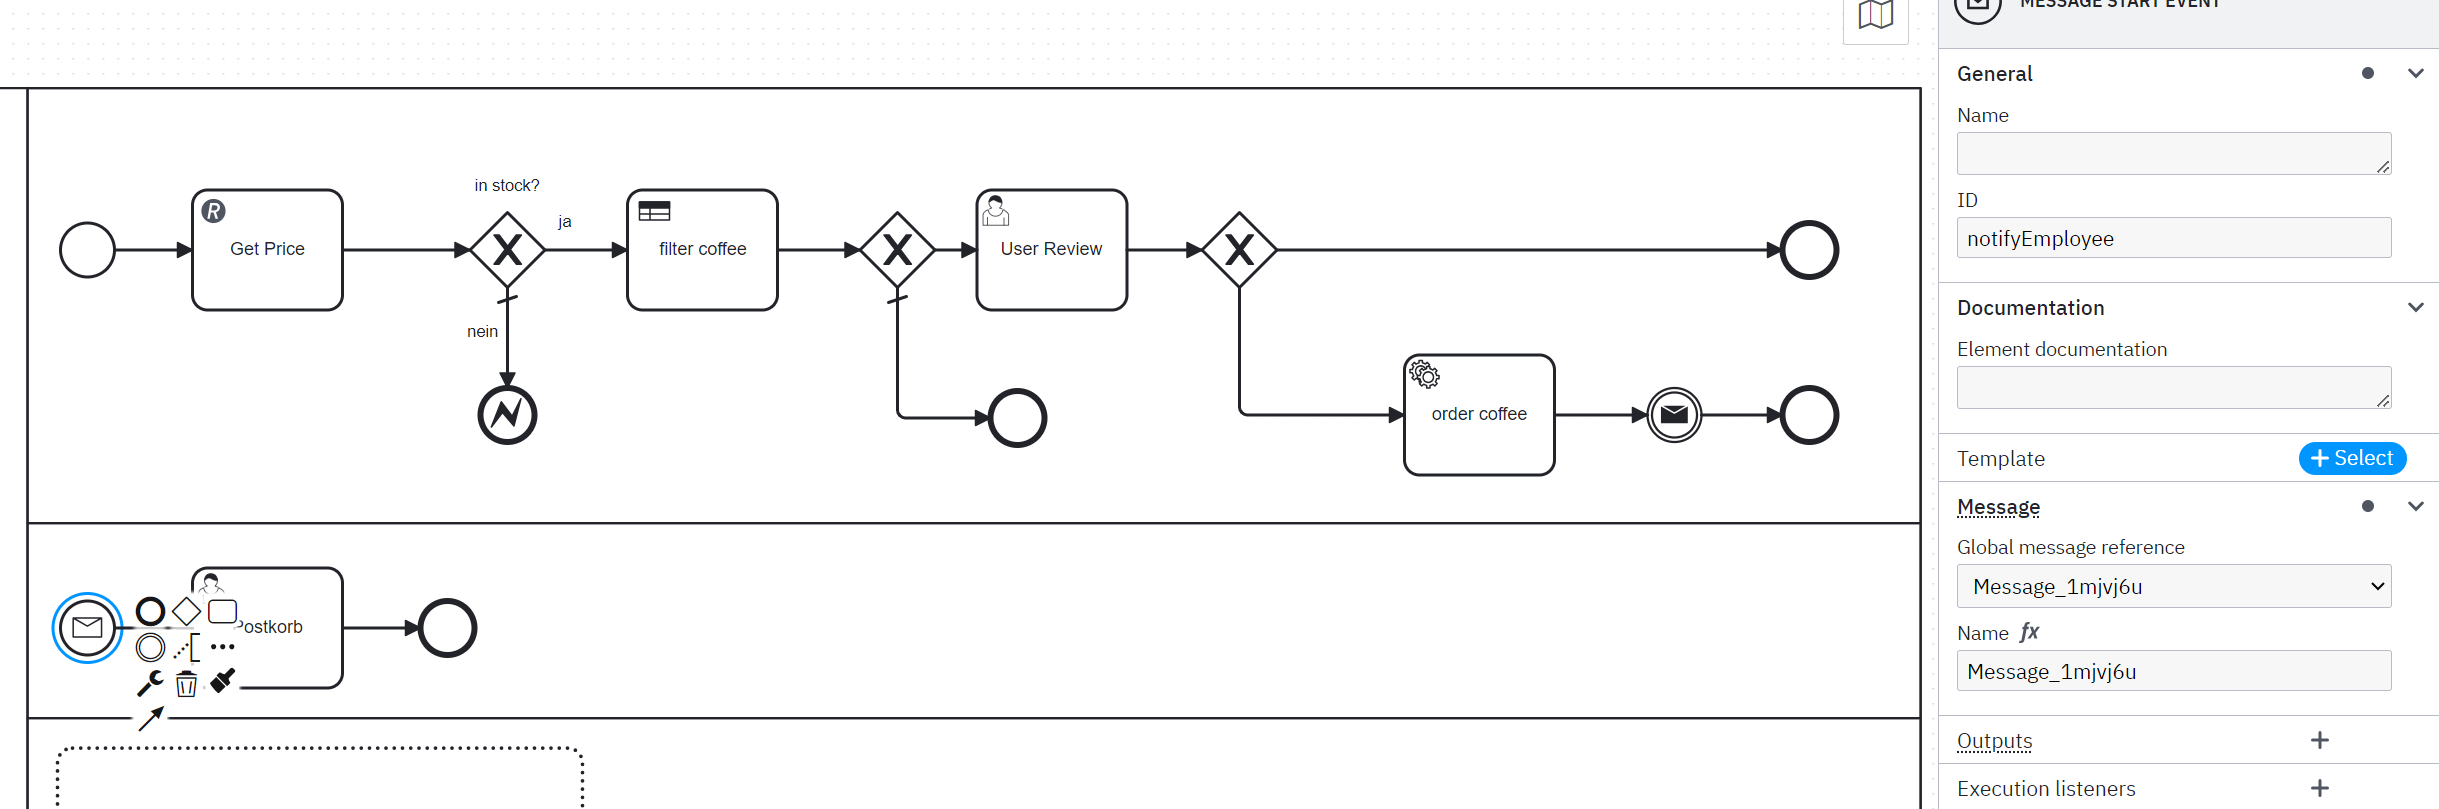 MESSAGE START EVENT
General
Name
ID
notifyEmployee
Documentation
Element documentation
Template
Select
Message
Global message reference
Message_1mjvj6u
Name fx
Message_1mjvj6u
Outputs
Execution listeners
in stock?
ja
R
Get Price
X
filter coffee
X
User Review
X
nein
order coffee
ostkorb